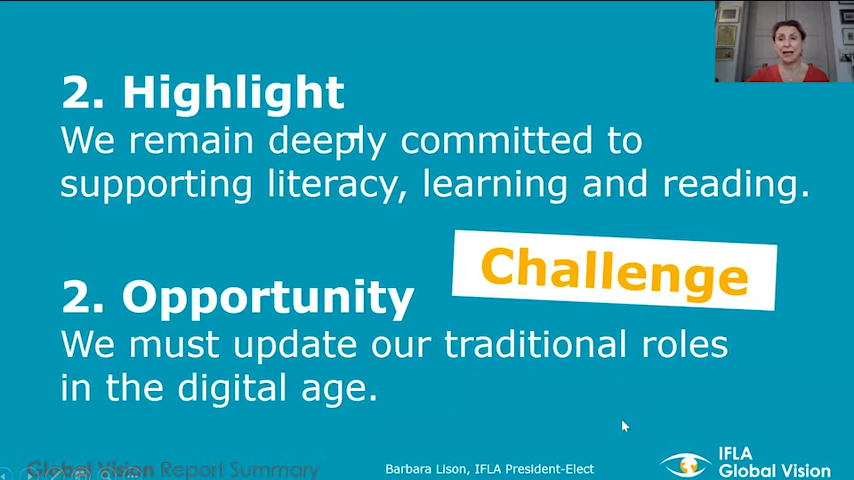 2. Highlight
We remain deeply committed to
supporting literacy, learning and reading.
Challenge
2. Opportunity
We must update our traditional roles
in the digital age.
Global Vision Report Summary
Barbara Lison, IFLA President-Elect
IFLA
Global Vision